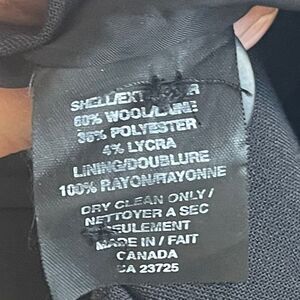 60% WOOL/LAINE
36% POLYESTER
4% LYCRA
LINING/DOUBLURE
100% RAYON/RAYONNE
DRY CLEAN ONLY/
NETTOYER A SEC
SEULEMENT
MADE IN / FAIT
CANADA
CA 23725